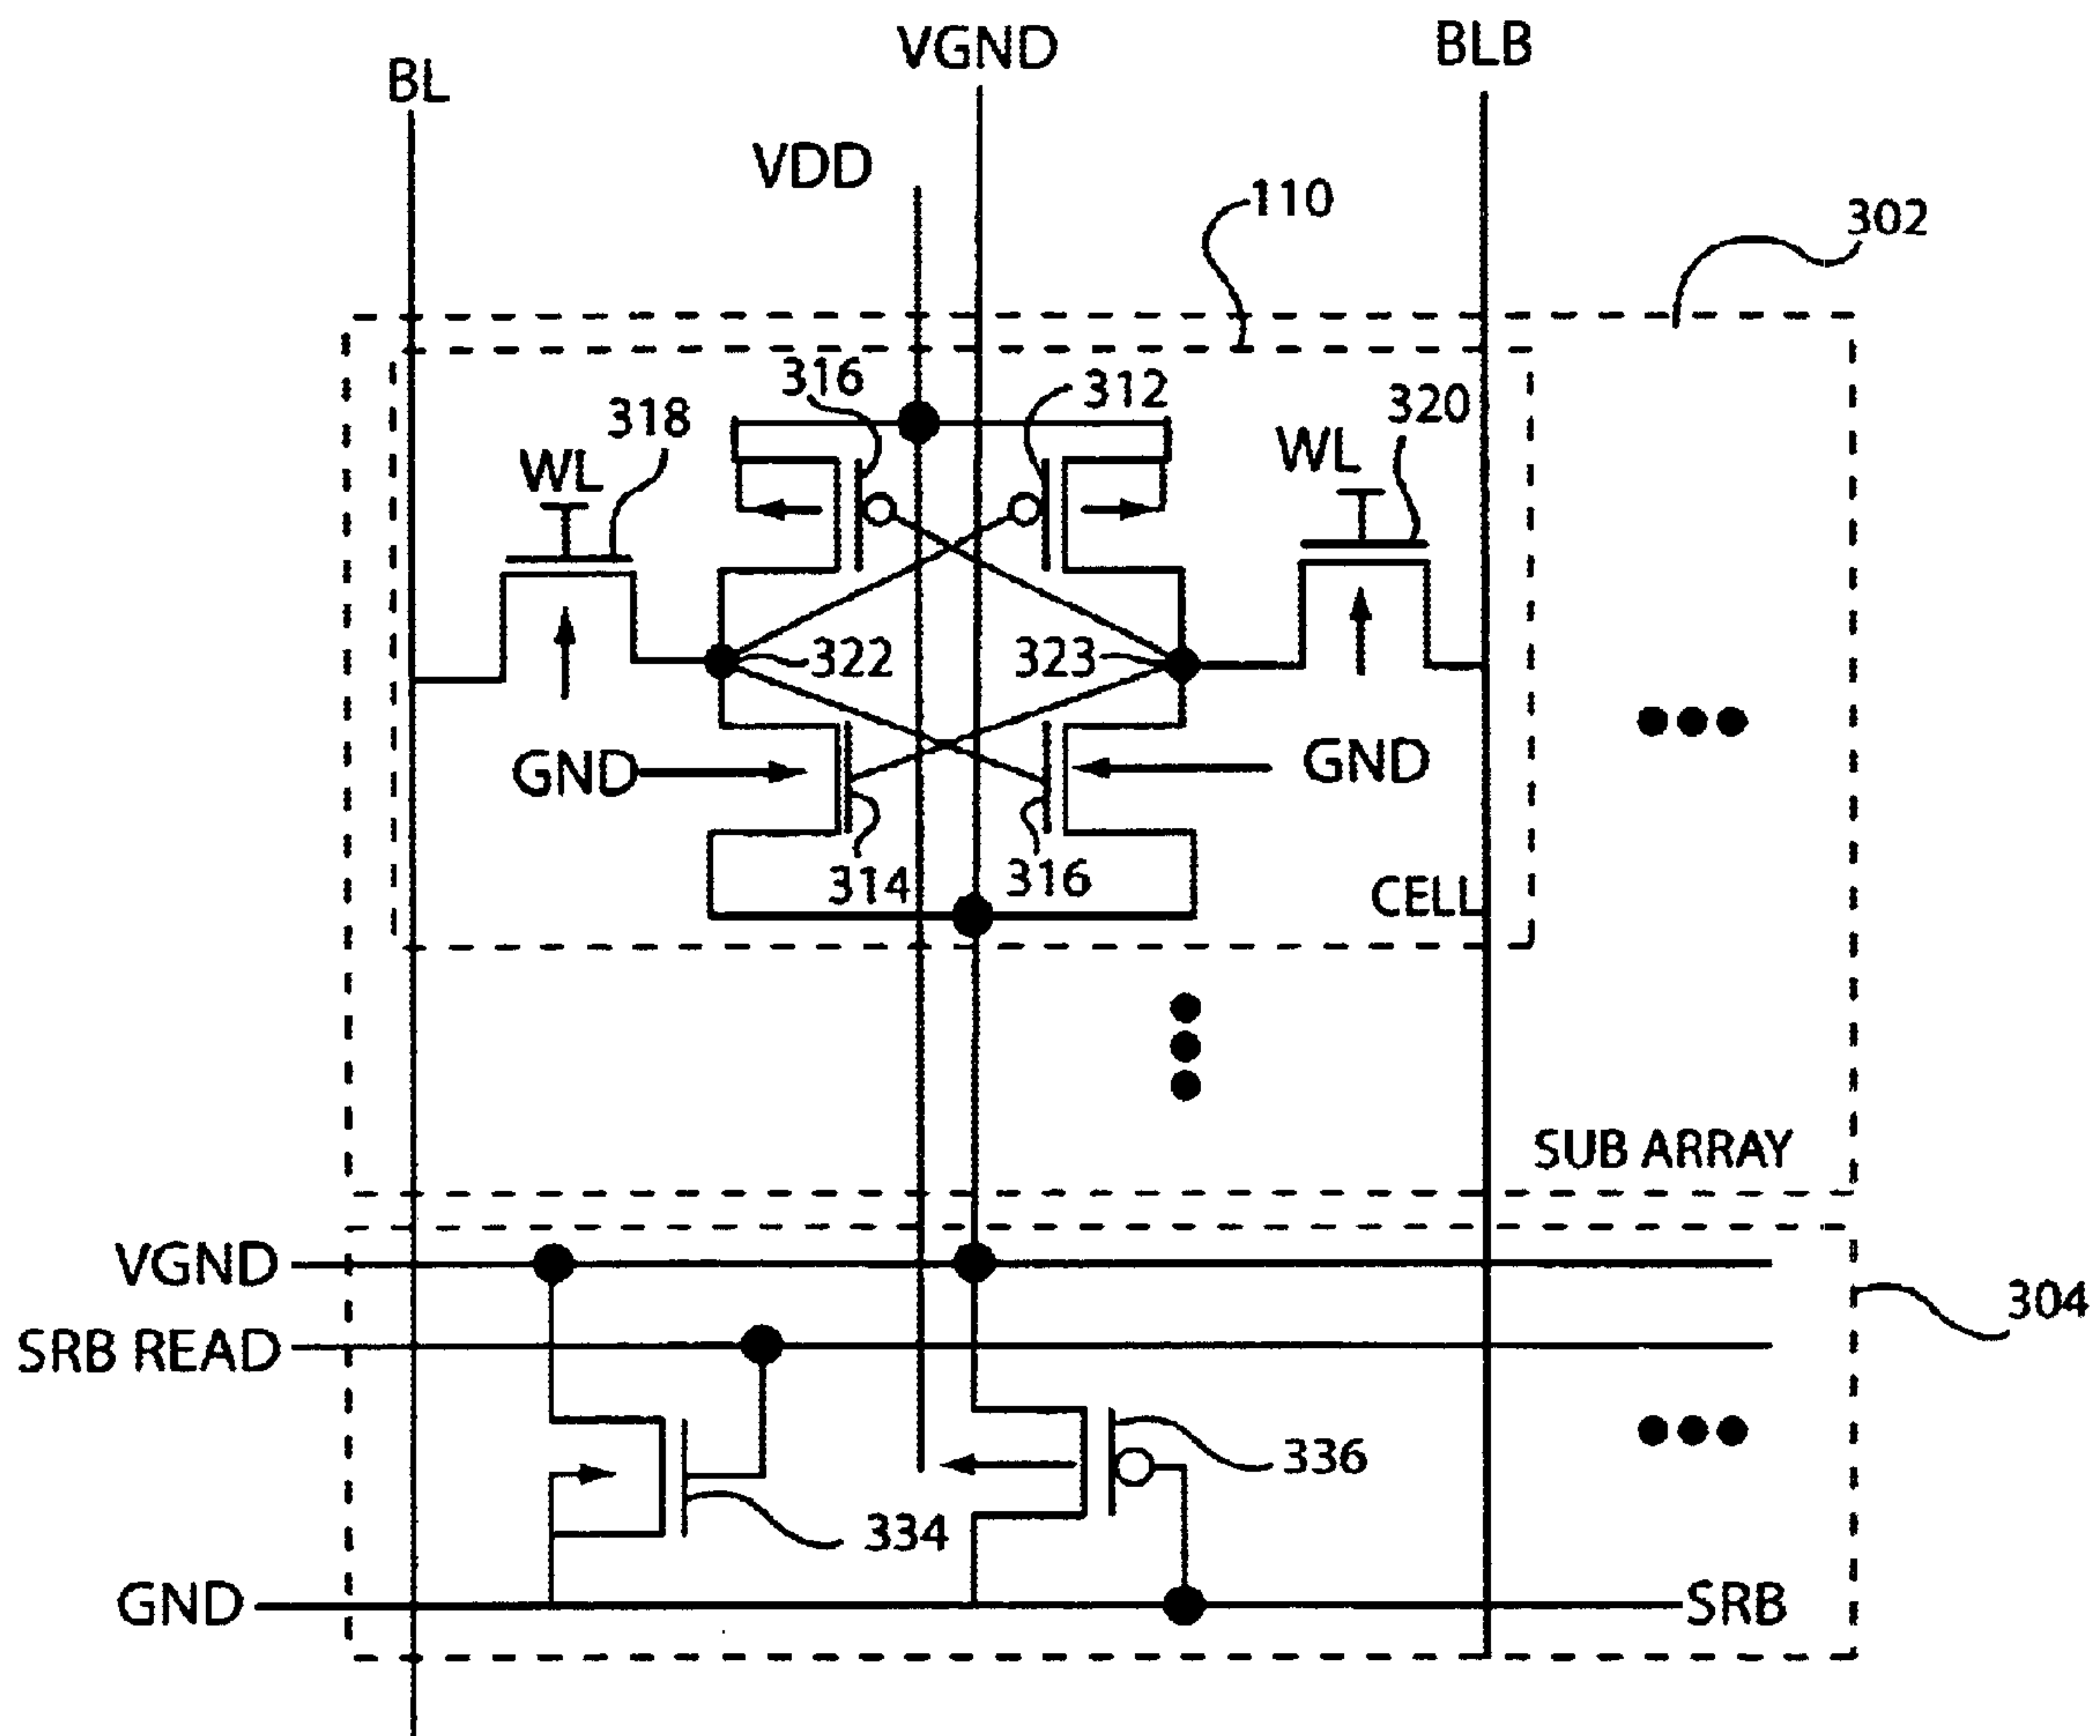 VGND
BLB
BL
VDD
110
302
316
312
320
318
WL
WL
322
323
GND
GND
314
316
CELL
SUB ARRAY
VGND
304
SRB READ
336
334
GND
SRB